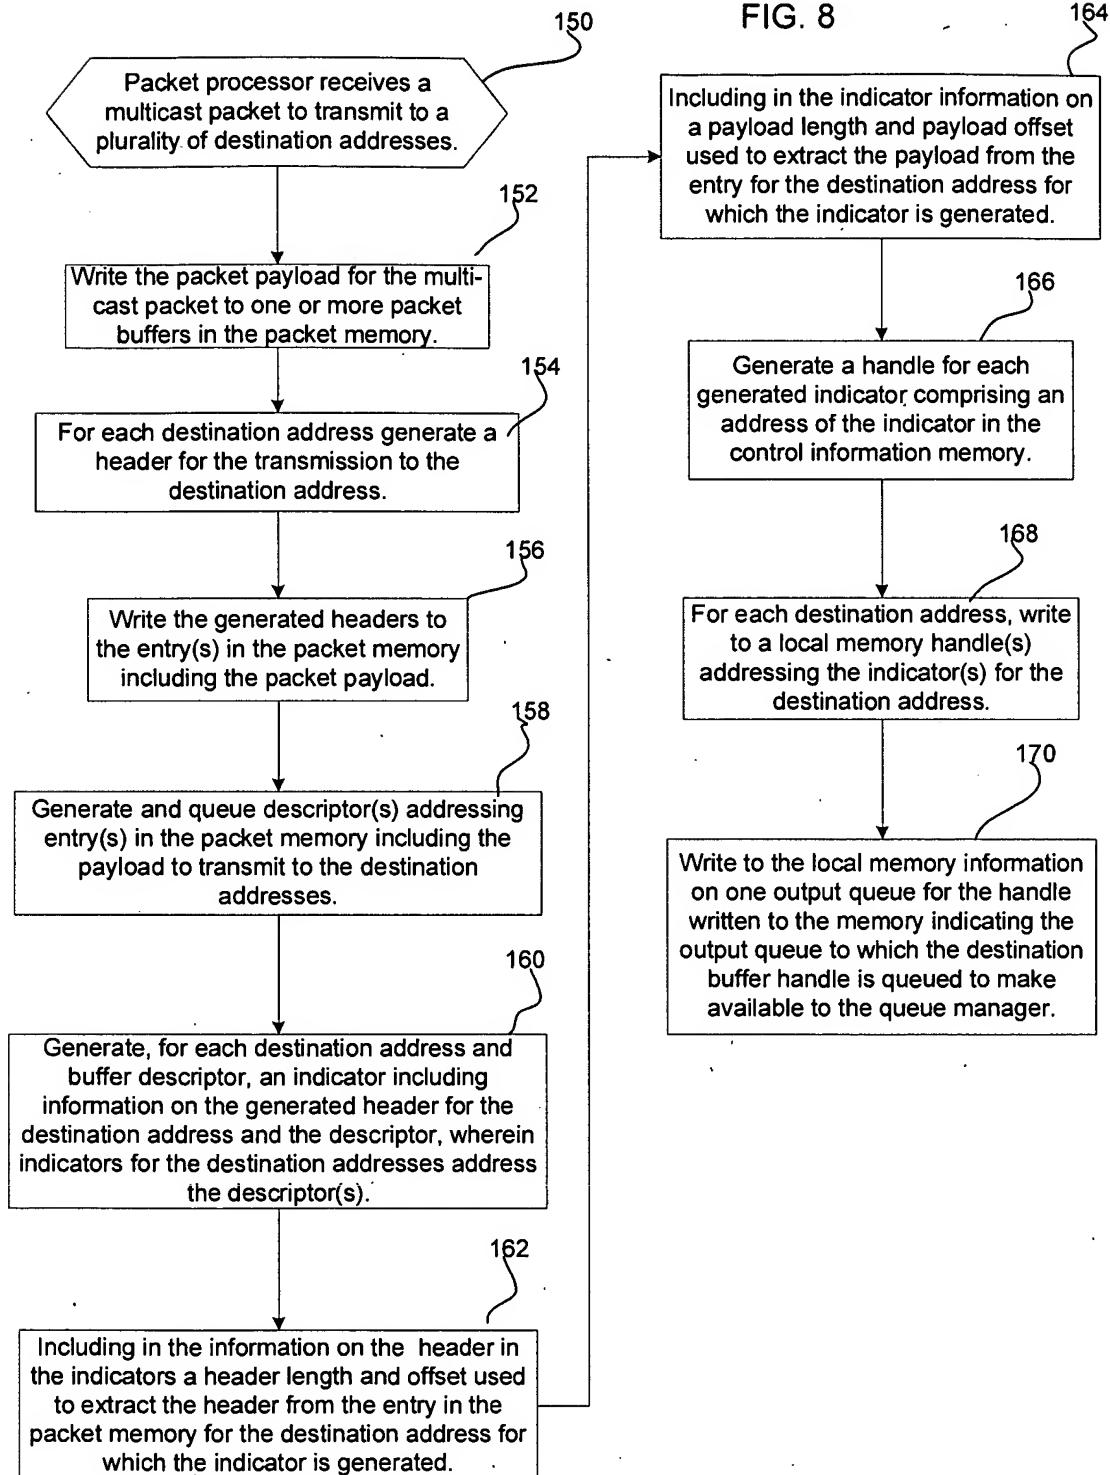 FIG. 8
150
Packet processor receives a
multicast packet to transmit to a
plurality of destination addresses.
152
Write the packet payload for the multi-
cast packet to one or more packet
buffers in the packet memory.
154
For each destination address generate a
header for the transmission to the
destination address.
156
Write the generated headers to
the entry(s) in the packet memory
including the packet payload.
158
Generate and queue descriptor(s) addressing
entry(s) in the packet memory including the
payload to transmit to the destination
addresses.
160
Generate, for each destination address and
buffer descriptor, an indicator including
information on the generated header for the
destination address and the descriptor, wherein
indicators for the destination addresses address
the descriptor(s).
162
Including in the information on the header in
the indicators a header length and offset used
to extract the header from the entry in the
packet memory for the destination address for
which the indicator is generated.
164
Including in the indicator information on
a payload length and payload offset
used to extract the payload from the
entry for the destination address for
which the indicator is generated.
166
Generate a handle for each
generated indicator comprising an
address of the indicator in the
control information memory.
168
For each destination address, write
to a local memory handle(s)
addressing the indicator(s) for the
destination address.
170
Write to the local memory information
on one output queue for the handle
written to the memory indicating the
output queue to which the destination
buffer handle is queued to make
available to the queue manager.